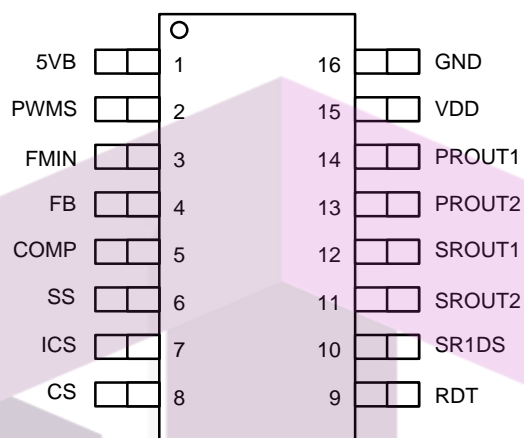 5VB 1 16 GND
PWMS 2 15 VDD
FMIN 3 14 PROUT1
FB 4 13 PROUT2
COMP 5 12 SROUT1
SS 6 11 SROUT2
ICS 7 10 SR1DS
CS 8 9 RDT